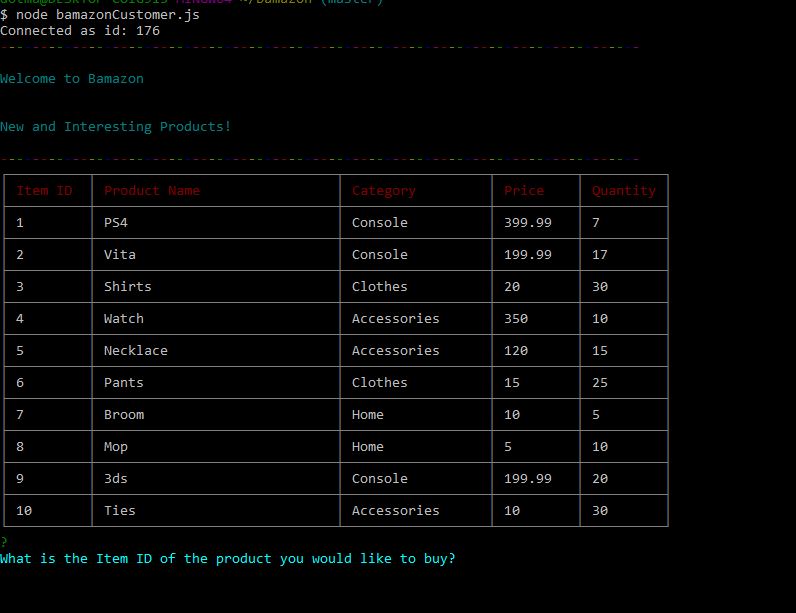 $ node bamazonCustomer.js
Connected as id: 176
Welcome to Bamazon
New and Interesting Products!
Item ID Product Name Category Price Quantity
1 PS4 Console 399.99 7
2 Vita Console 199.99 17
3 Shirts Clothes 20 30
4 Watch Accessories 350 10
5 Necklace Accessories 120 15
6 Pants Clothes 15 25
7 Broom Home 10 5
8 Mop Home 5 10
9 3ds Console 199.99 20
10 Ties Accessories 10 30
?
What is the Item ID of the product you would like to buy?